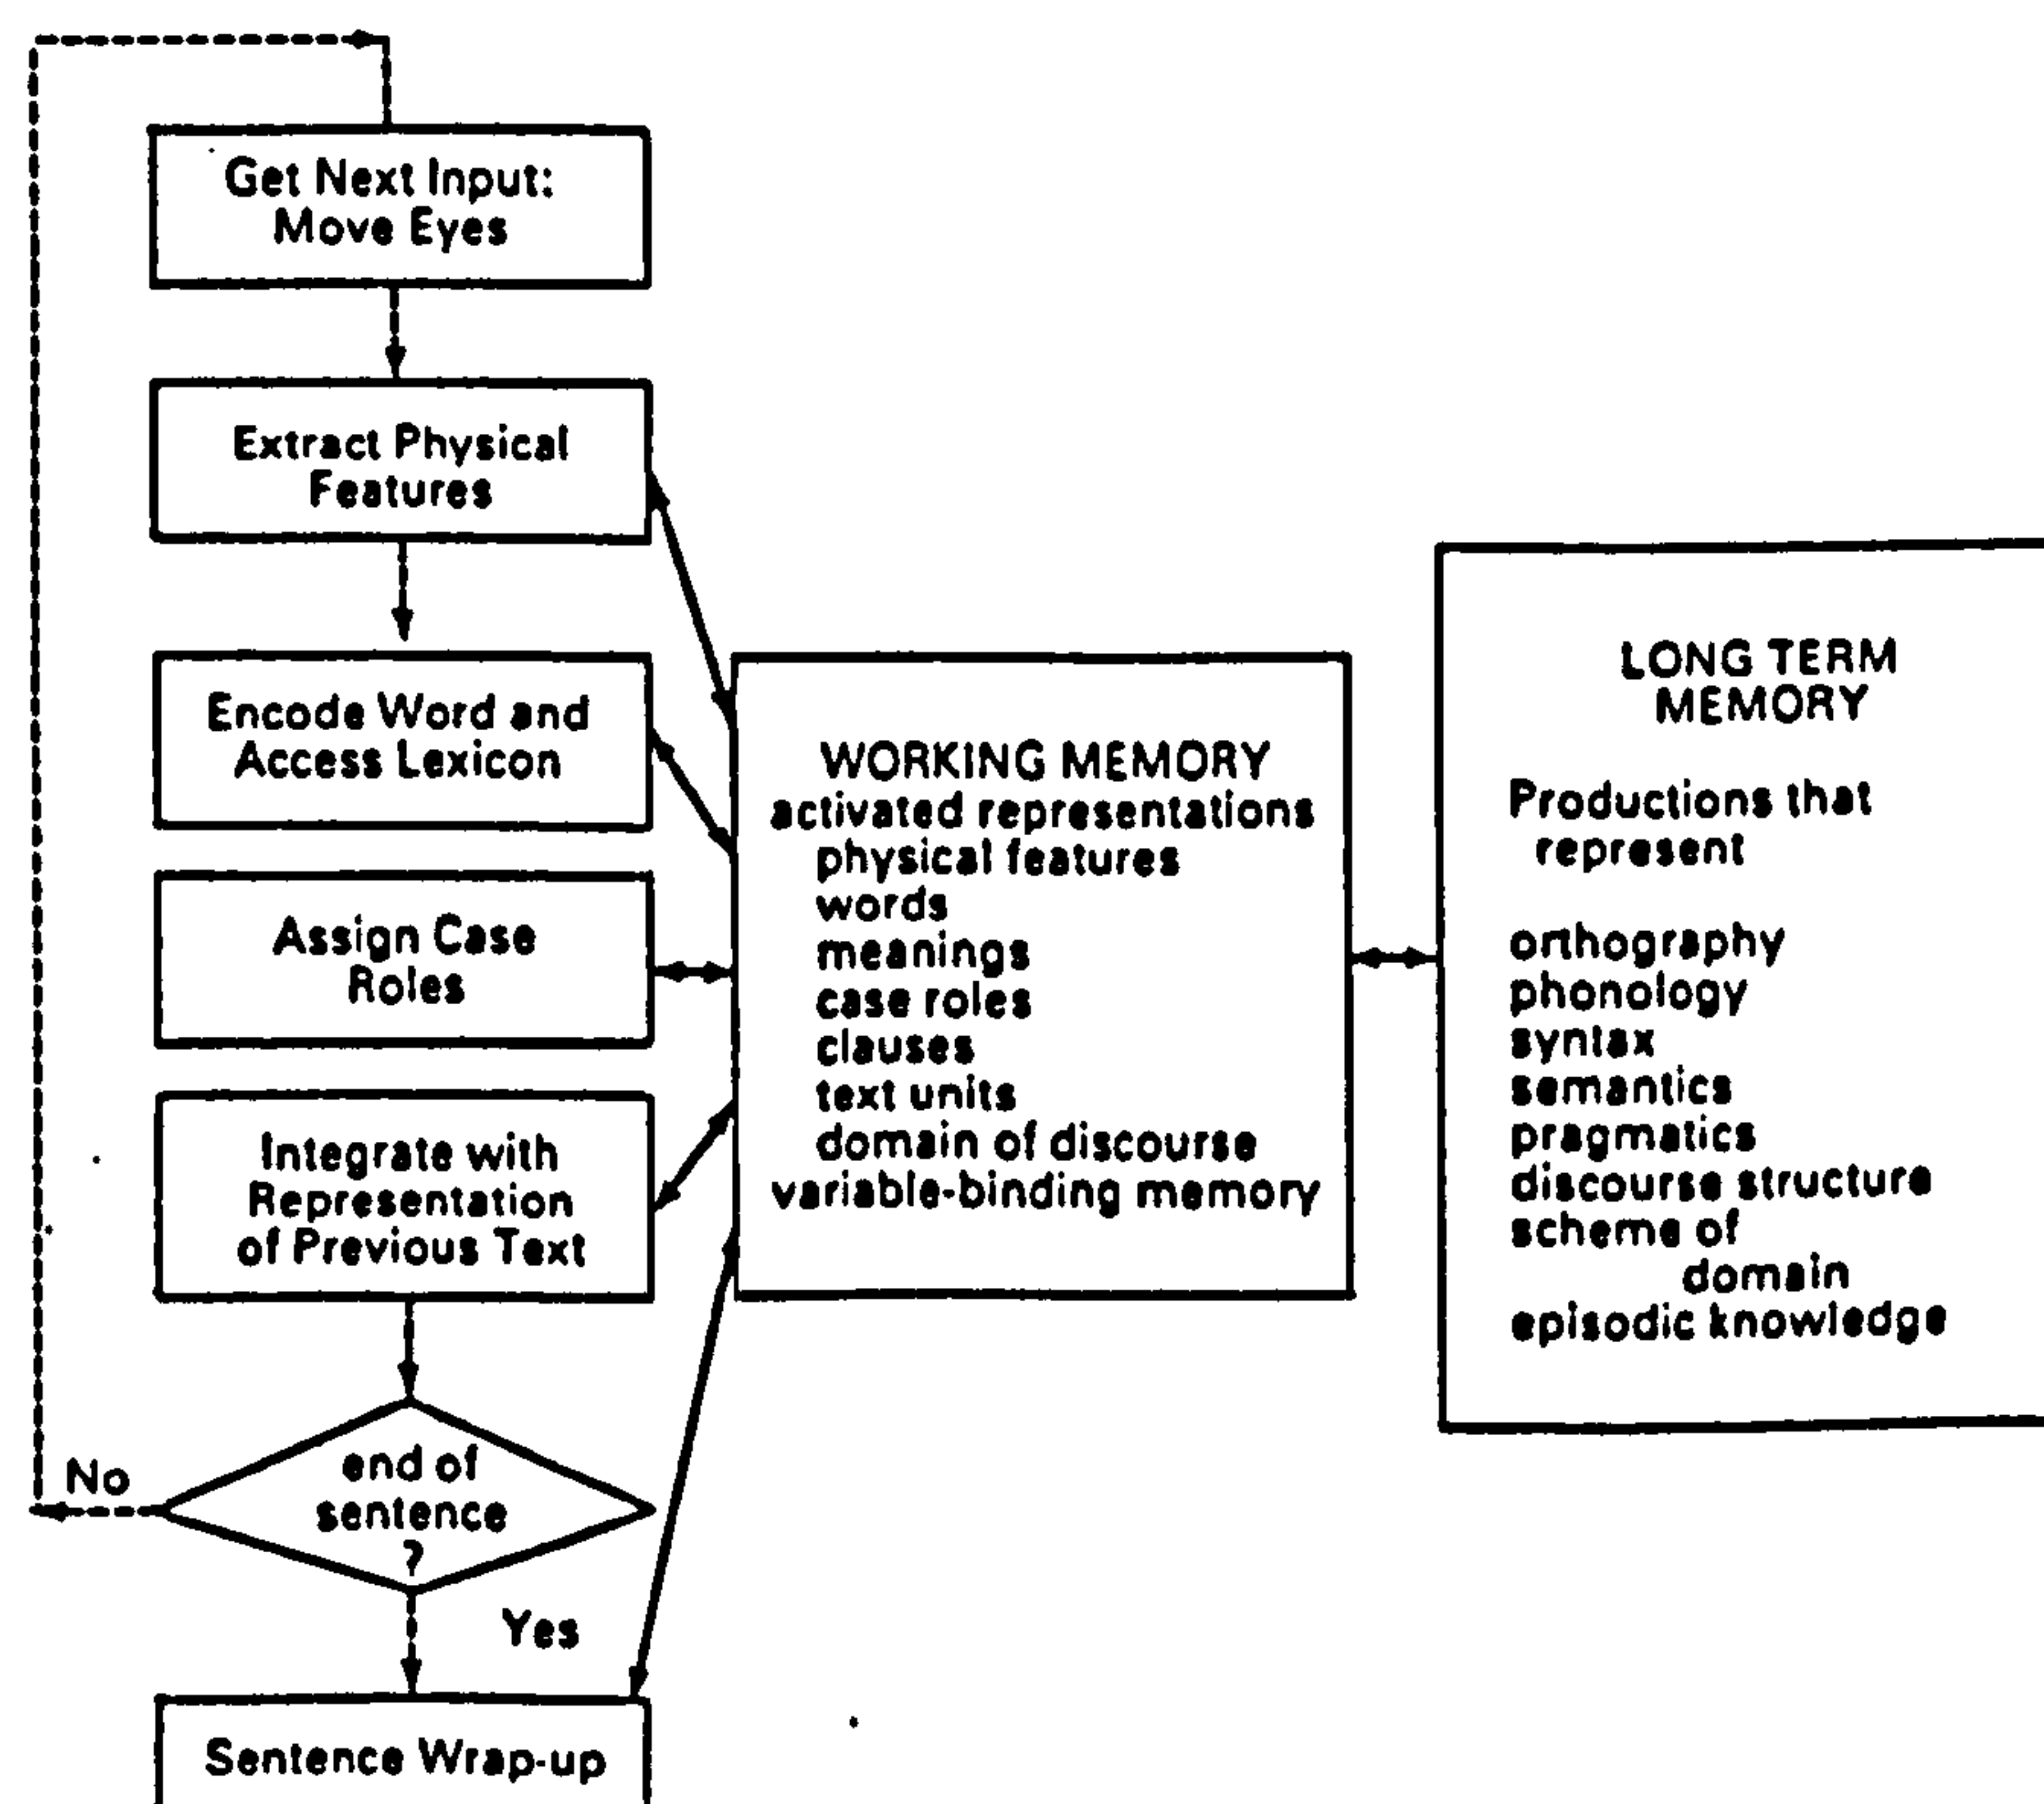 Get Next Input:
Move Eyes
Extract Physical
Features
Encode Word and
Access Lexicon
Assign Case
Roles
Integrate with
Representation
of Previous Text
end of
sentence
?
No
Yes
Sentence Wrap-up
WORKING MEMORY
activated representations
physical features
words
meanings
case roles
clauses
text units
domain of discourse
variable-binding memory
LONG TERM
MEMORY
Productions that
represent
orthography
phonology
syntax
semantics
pragmatics
discourse structure
scheme of
domain
episodic knowledge